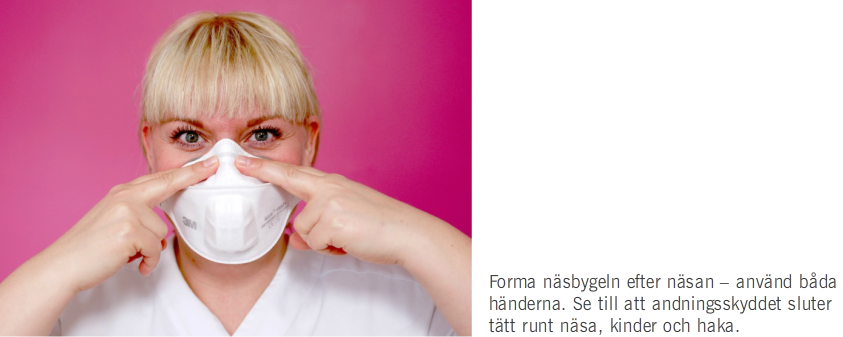 3M
Forma näsbygeln efter näsan – använd båda
händerna. Se till att andningsskyddet sluter
tätt runt näsa, kinder och haka.